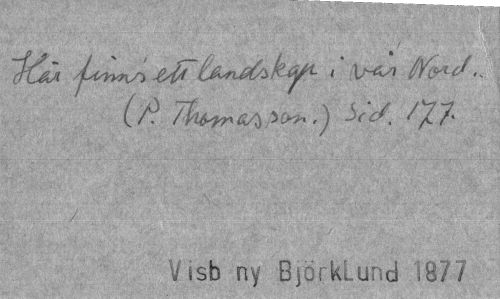 Här finns ett landskap i vår Nord..
(P. Thomasson.) Sid. 177.
Visb ny BjörkLund 1877